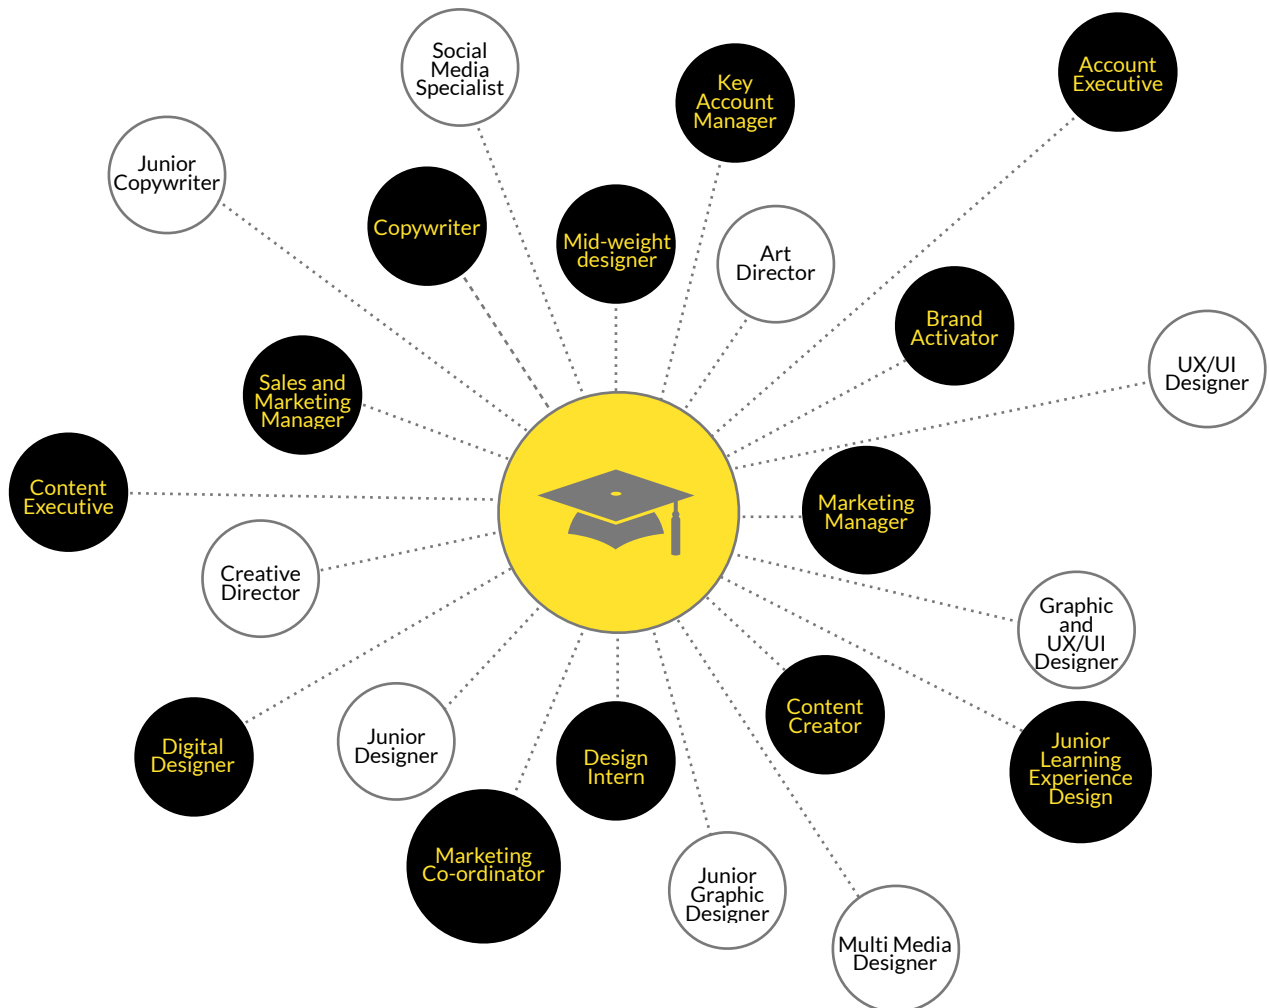 Social
Media
Specialist
Key
Account
Manager
Account
Executive
Junior
Copywriter
Copywriter
Mid-weight
designer
Art
Director
Brand
Activator
UX/UI
Designer
Sales and
Marketing
Manager
Content
Executive
Marketing
Manager
Creative
Director
Graphic
and
UX/UI
Designer
Content
Creator
Junior
Learning
Experience
Design
Digital
Designer
Junior
Designer
Design
Intern
Marketing
Co-ordinator
Junior
Graphic
Designer
Multi Media
Designer